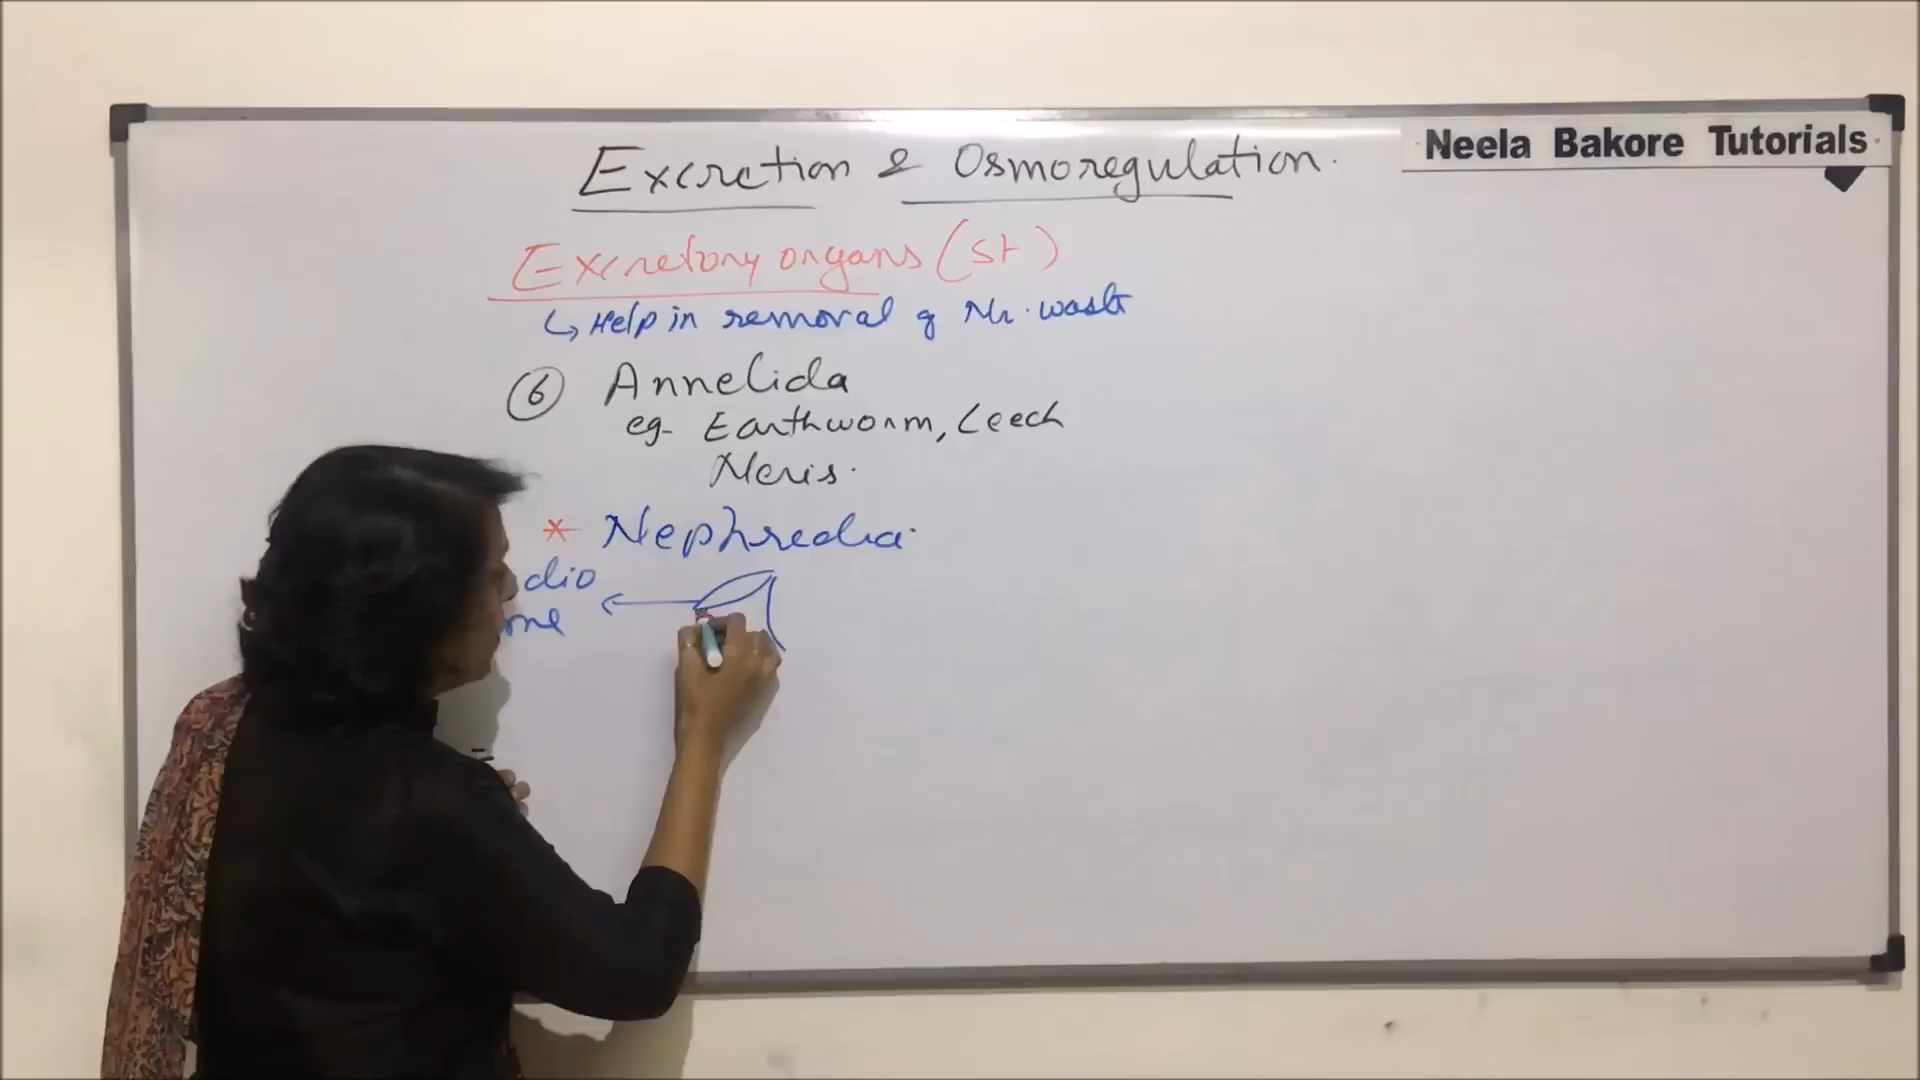 Neela Bakore Tutorials
Excretion & Osmoregulation.
Excretory organs (St)
↳ Help in removal of Nr. waste
⑥ Annelida
eg- Earthworm, Leech
Neris.
* Nephredia.
dio
ome